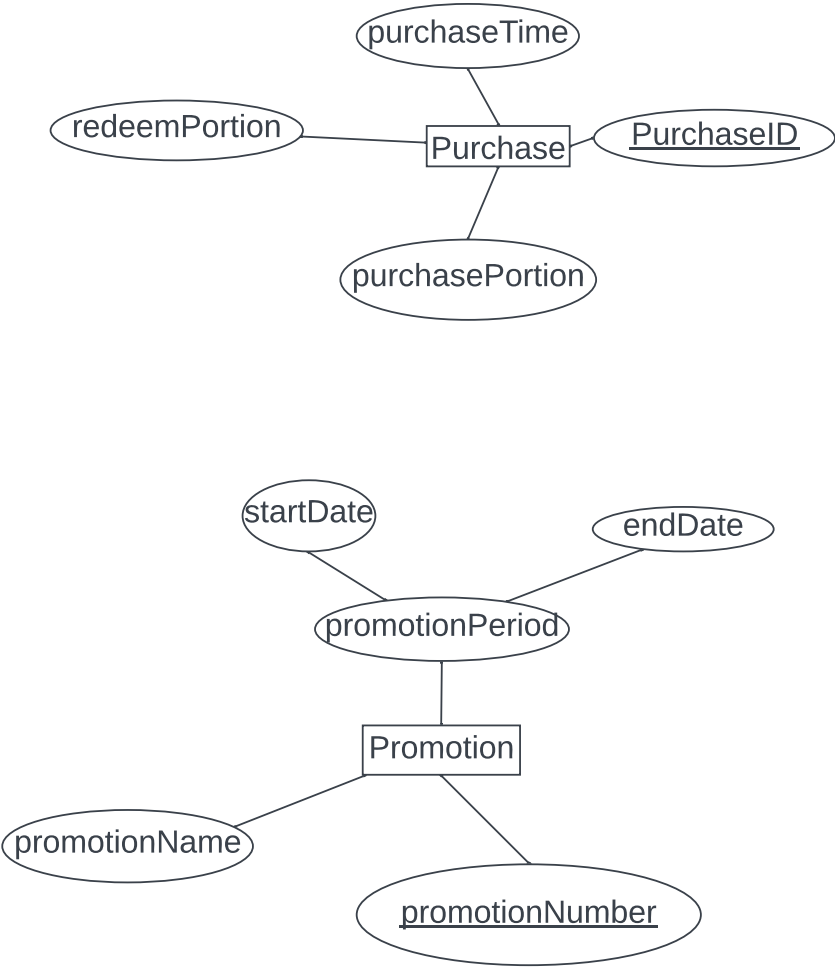 purchaseTime
redeemPortion
Purchase
PurchaseID
purchasePortion
startDate
endDate
promotionPeriod
Promotion
promotionName
promotionNumber